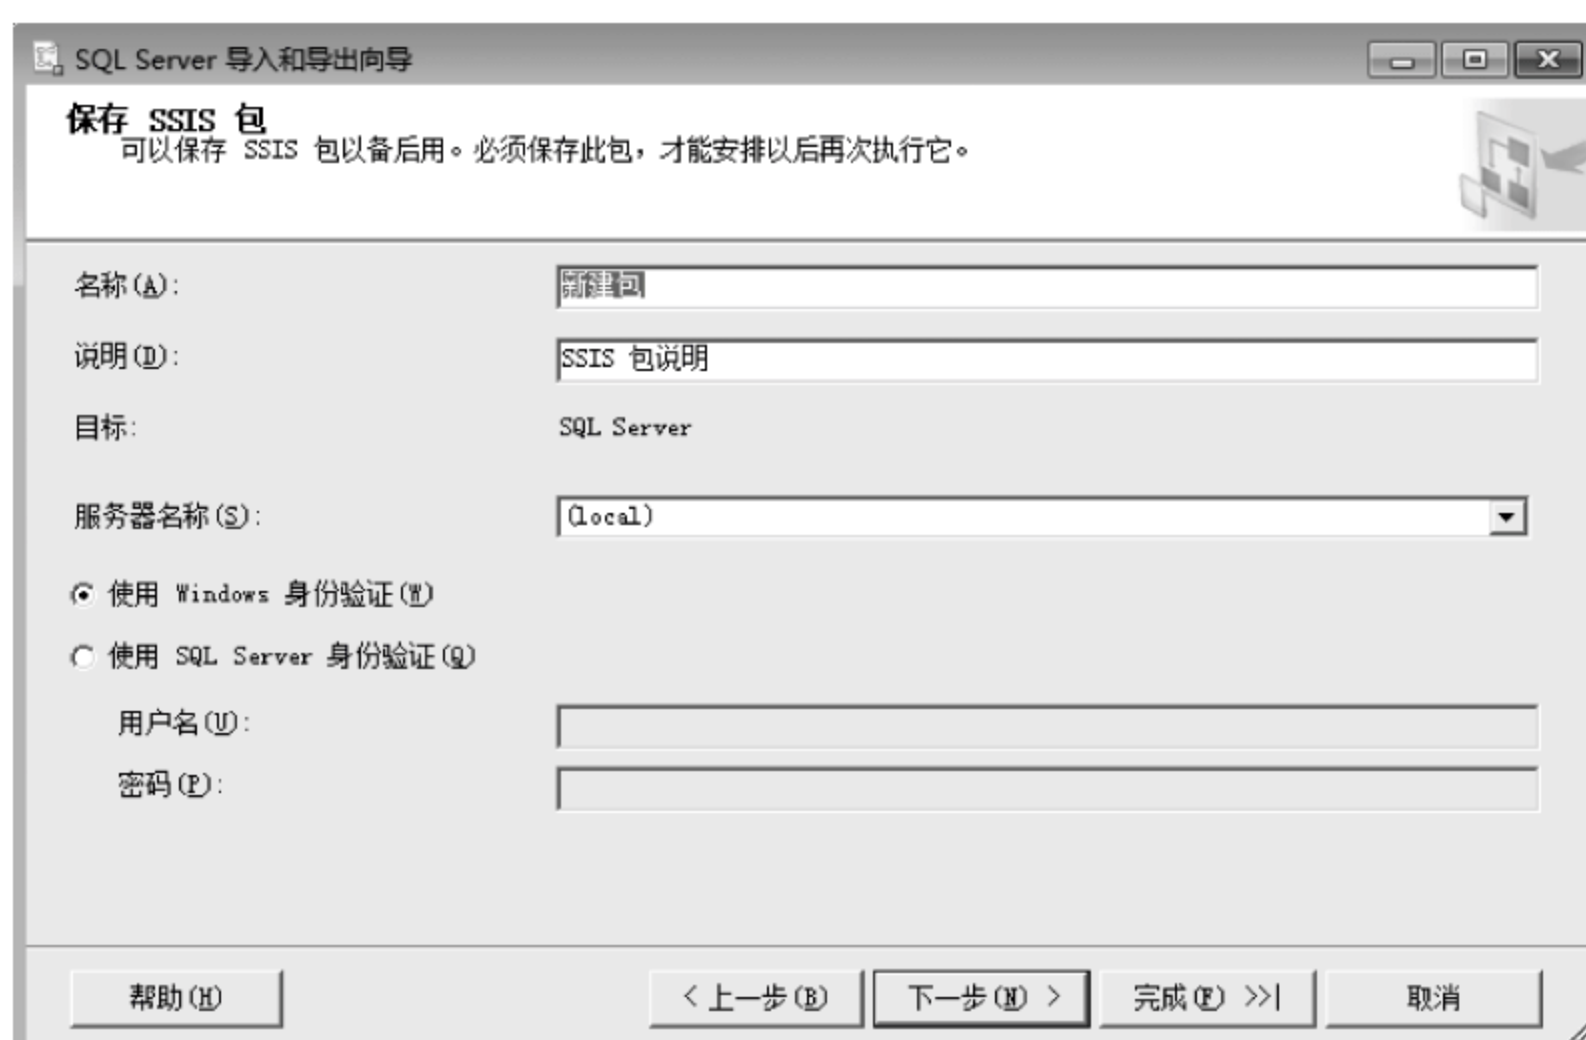 SQL Server 导入和导出向导
保存 SSIS 包
可以保存 SSIS 包以备后用。必须保存此包，才能安排以后再次执行它。
名称(A): 新建包
说明(D): SSIS 包说明
目标: SQL Server
服务器名称(S): (local)
使用 Windows 身份验证(W)
使用 SQL Server 身份验证(Q)
用户名(U):
密码(P):
帮助(H) < 上一步(B) 下一步(N) > 完成(F) >>| 取消